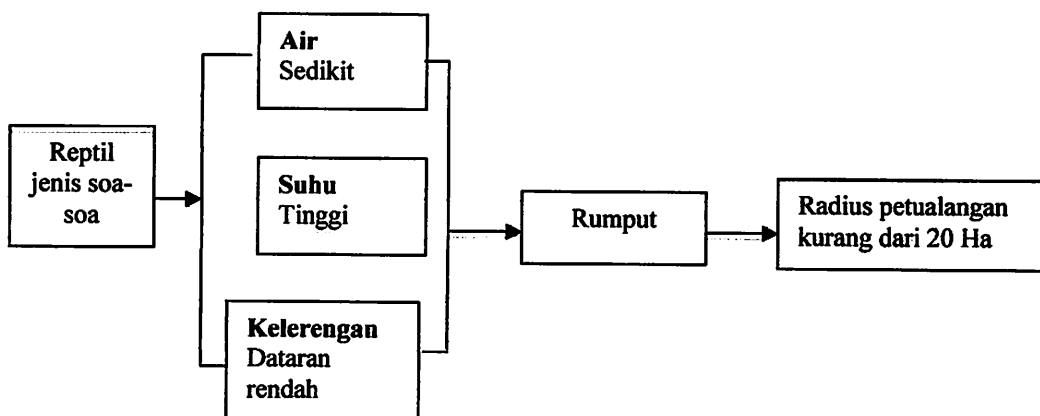 Reptil
jenis soa-
soa
Air
Sedikit
Suhu
Tinggi
Kelerengan
Dataran
rendah
Rumput
Radius petualangan
kurang dari 20 Ha